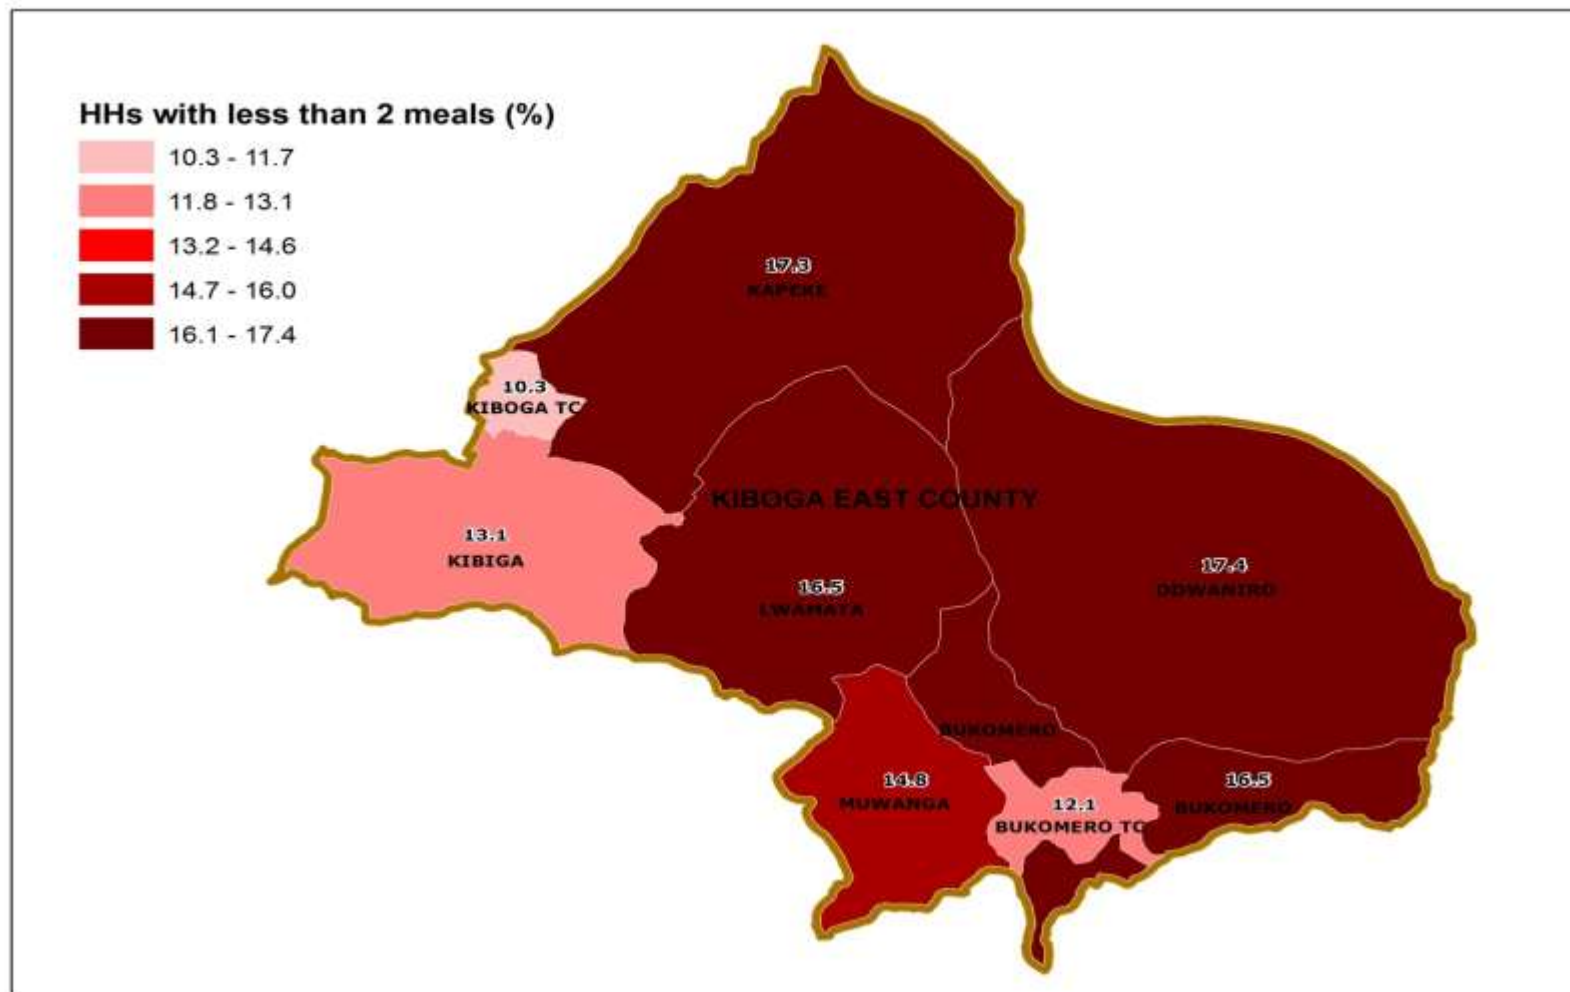 HHs with less than 2 meals (%)
10.3 - 11.7
11.8 - 13.1
13.2 - 14.6
14.7 - 16.0
16.1 - 17.4
17.3
KAPEKE
10.3
KIBOGA TC
KIBOGA EAST COUNTY
13.1
KIBIGA
16.5
LWAMATA
17.4
DDWANIRO
BUKOMERO
14.8
MUWANGA
12.1
BUKOMERO TC
16.5
BUKOMERO